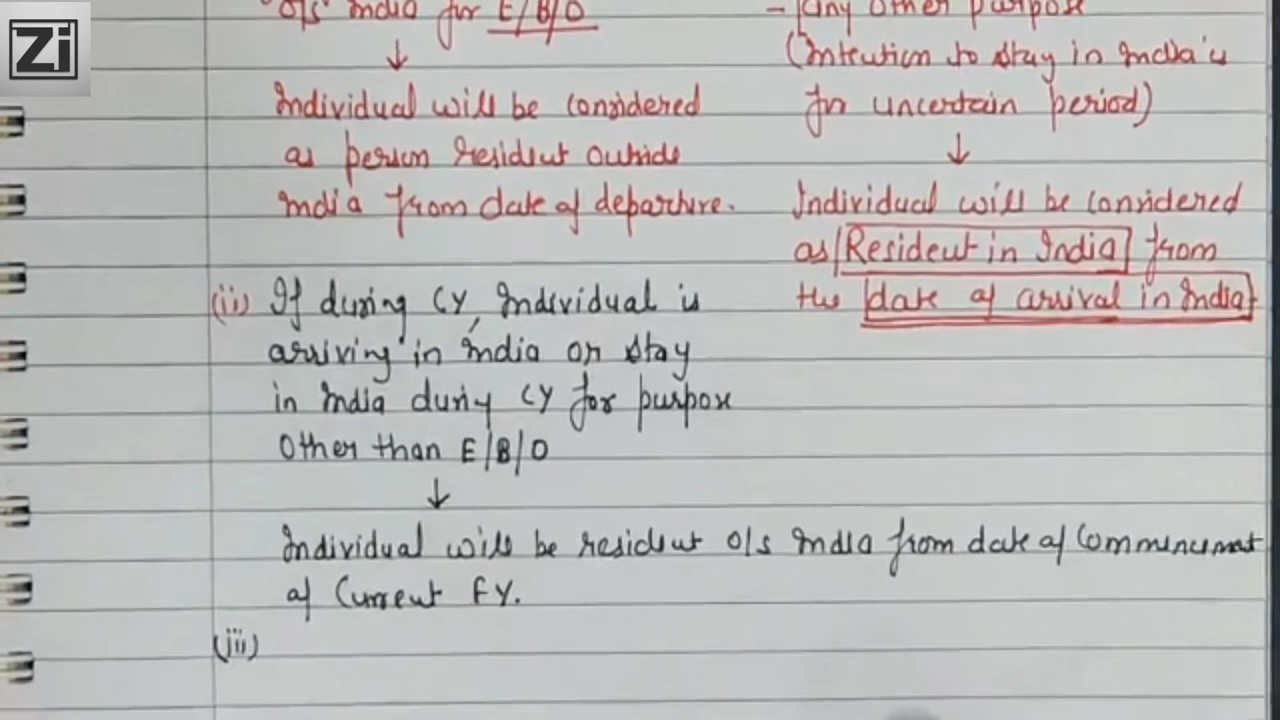 Zi
O/S India for E/B/O
↓
Individual will be considered
as person resident outside
India from date of departure.
- Any other purpose
(Intention to stay in India is
for uncertain period)
↓
Individual will be considered
as Resident in India from
the date of arrival in India
(ii) If during CY, Individual is
arriving in India or stay
in India during CY for purpose
Other than E/B/O
↓
Individual will be resident O/S India from date of Commencement
of Current FY.
(iii)